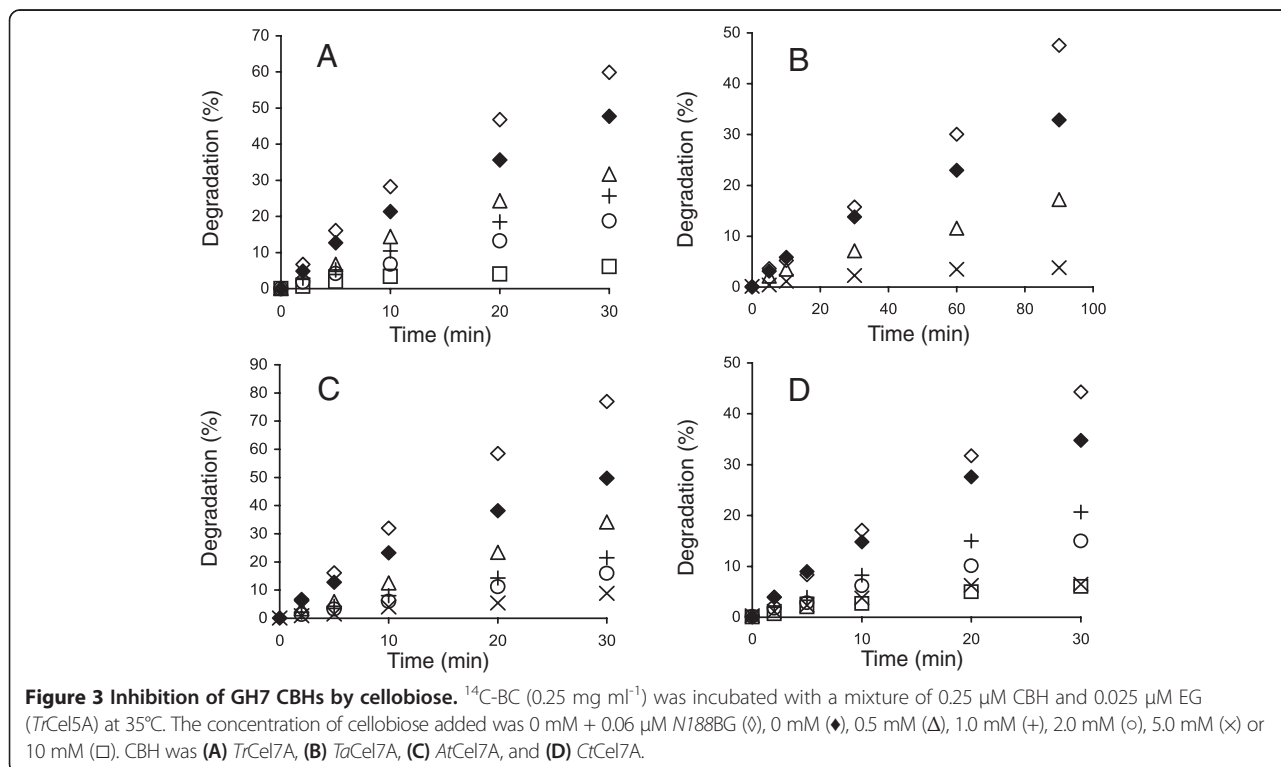 A
Degradation (%)
70
60
50
40
30
20
10
0
0 10 20 30
Time (min)
B
Degradation (%)
50
40
30
20
10
0
0 20 40 60 80 100
Time (min)
C
Degradation (%)
90
80
70
60
50
40
30
20
10
0
0 10 20 30
Time (min)
D
Degradation (%)
50
40
30
20
10
0
0 10 20 30
Time (min)
Figure 3 Inhibition of GH7 CBHs by cellobiose. ¹⁴C-BC (0.25 mg ml⁻¹) was incubated with a mixture of 0.25 μM CBH and 0.025 μM EG
(TrCel5A) at 35°C. The concentration of cellobiose added was 0 mM + 0.06 μM N188BG (◊), 0 mM (♦), 0.5 mM (Δ), 1.0 mM (+), 2.0 mM (○), 5.0 mM (×) or
10 mM (□). CBH was (A) TrCel7A, (B) TaCel7A, (C) AtCel7A, and (D) CtCel7A.